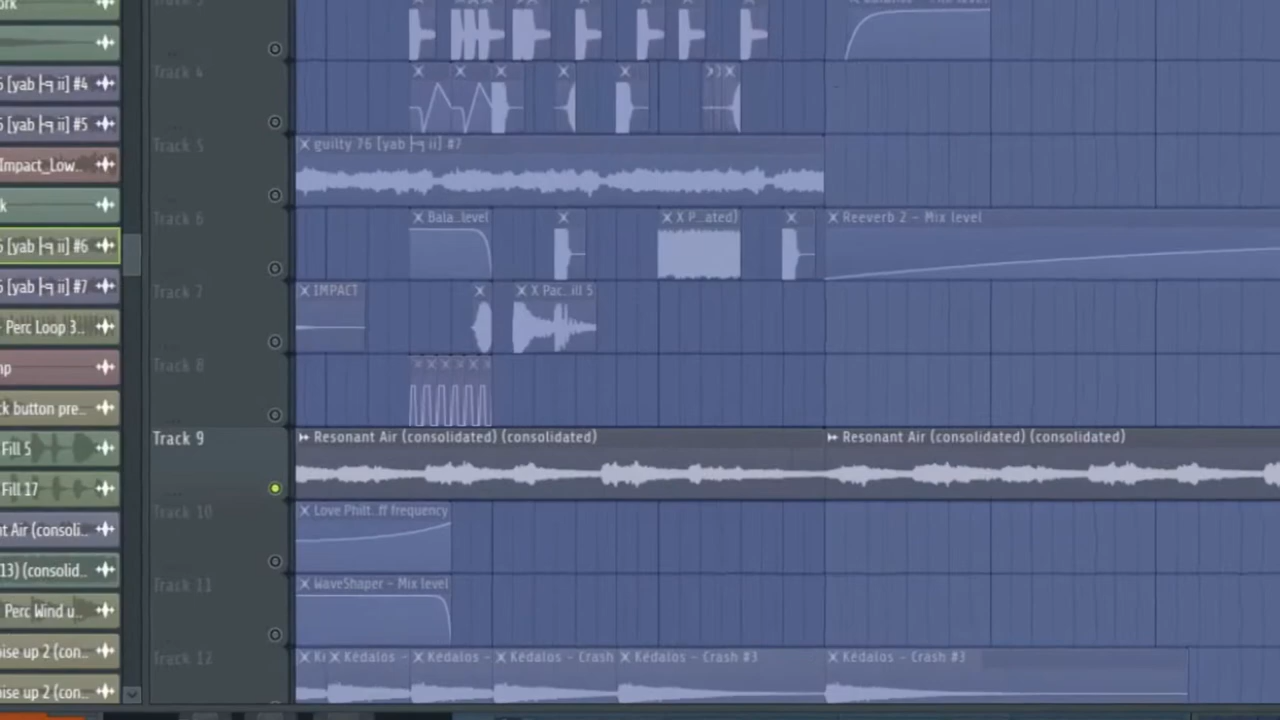 ork
[yab ├╕ ii] #4
[yab ├╕ ii] #5
Impact_Low..
k
[yab ├╕ ii] #6
[yab ├╕ ii] #7
Perc Loop 3..
mp
ck button pre..
Fill 5
Fill 17
nt Air (consoli..
13) (consolid..
Perc Wind u..
ise up 2 (con..
ise up 2 (con..
Track 4
Track 5
guilty 76 [yab ├╕ ii] #7
Track 6
Bala..level
X P..ated)
Reeverb 2 - Mix level
Track 7
IMPACT
X Pac..ill 5
Track 8
Track 9
Resonant Air (consolidated) (consolidated)
Resonant Air (consolidated) (consolidated)
Track 10
Love Philt..ff frequency
Track 11
WaveShaper - Mix level
Track 12
Kédalos -
Kédalos -
Kédalos - Crash
Kédalos - Crash #3
Kédalos - Crash #3